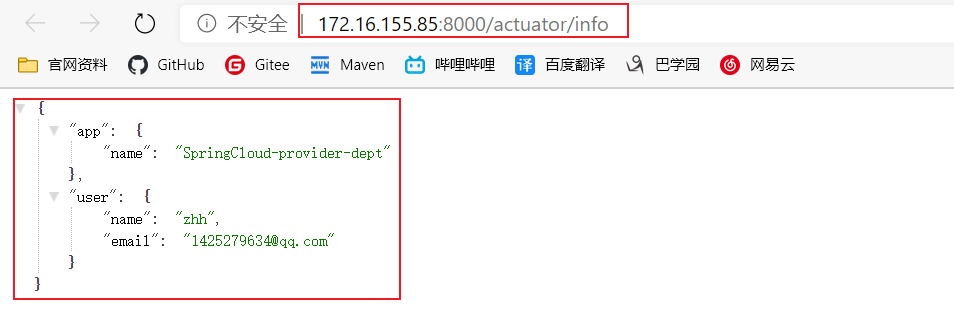 不安全 | 172.16.155.85:8000/actuator/info
官网资料 GitHub Gitee MVN Maven 哔哩哔哩 译 百度翻译 巴学园 网易云
{
"app": {
"name": "SpringCloud-provider-dept"
},
"user": {
"name": "zhh",
"email": "1425279634@qq.com"
}
}